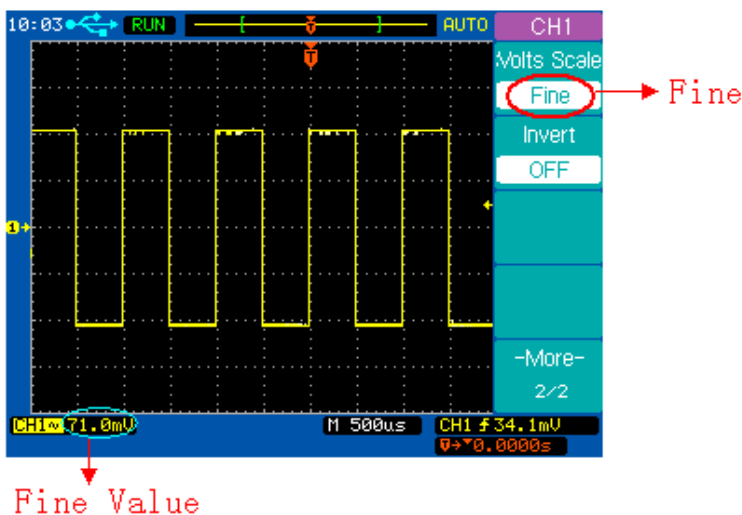 10:03 RUN T AUTO CH1
T
Volts Scale
Fine
Fine
Invert
OFF
1
-More-
2/2
CH1~ 71.0mV M 500us CH1 34.1mV
T→▼0.0000s
Fine Value